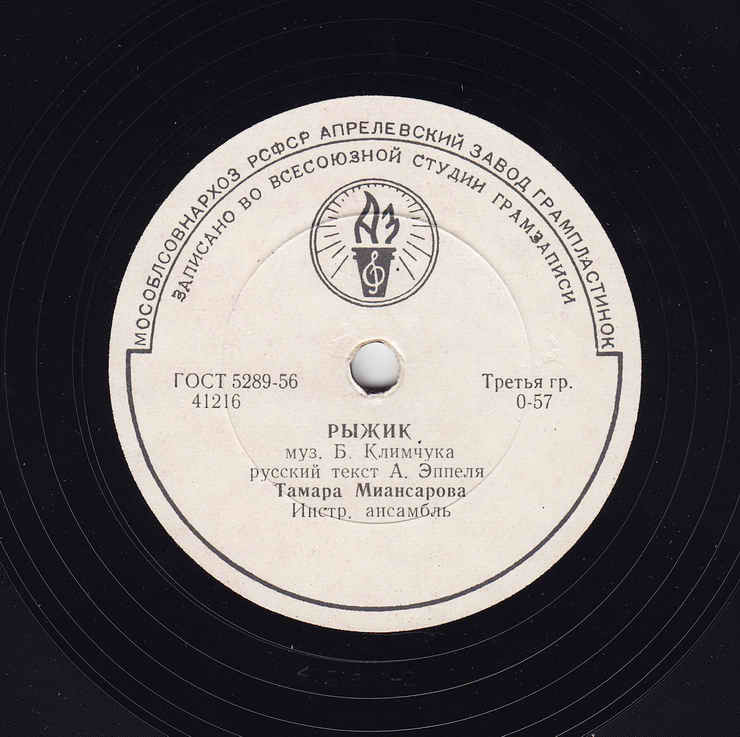 МОСОБЛСОВНАРХОЗ РСФСР АПРЕЛЕВСКИЙ ЗАВОД ГРАМПЛАСТИНОК
ЗАПИСАНО ВО ВСЕСОЮЗНОЙ СТУДИИ ГРАМЗАПИСИ
АЗ
ГОСТ 5289-56
41216
Третья гр.
0-57
РЫЖИК
муз. Б. Климчука
русский текст А. Эппеля
Тамара Миансарова
Инстр. ансамбль